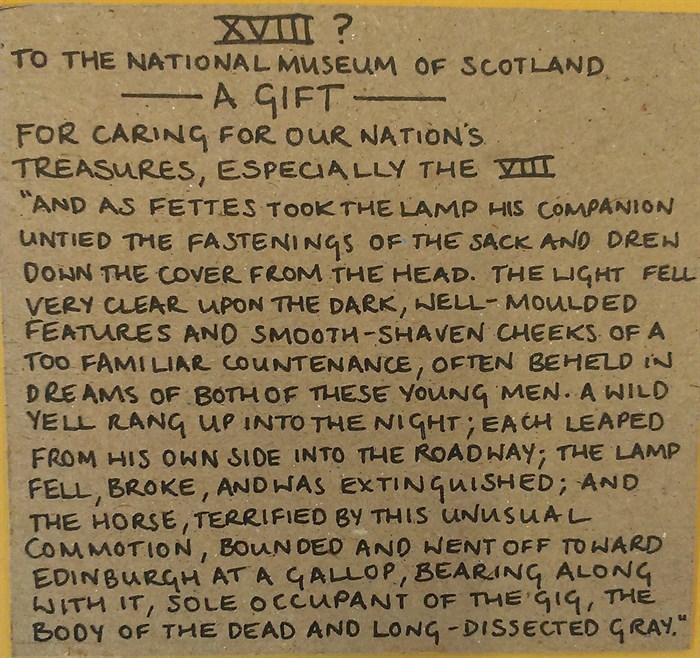 XVIII ?
TO THE NATIONAL MUSEUM OF SCOTLAND
— A GIFT —
FOR CARING FOR OUR NATION'S
TREASURES, ESPECIALLY THE VIII
"AND AS FETTES TOOK THE LAMP HIS COMPANION
UNTIED THE FASTENINGS OF THE SACK AND DREW
DOWN THE COVER FROM THE HEAD. THE LIGHT FELL
VERY CLEAR UPON THE DARK, WELL-MOULDED
FEATURES AND SMOOTH-SHAVEN CHEEKS OF A
TOO FAMILIAR COUNTENANCE, OFTEN BEHELD IN
DREAMS OF BOTH OF THESE YOUNG MEN. A WILD
YELL RANG UP INTO THE NIGHT; EACH LEAPED
FROM HIS OWN SIDE INTO THE ROADWAY; THE LAMP
FELL, BROKE, AND WAS EXTINGUISHED; AND
THE HORSE, TERRIFIED BY THIS UNUSUAL
COMMOTION, BOUNDED AND WENT OFF TOWARD
EDINBURGH AT A GALLOP, BEARING ALONG
WITH IT, SOLE OCCUPANT OF THE GIG, THE
BODY OF THE DEAD AND LONG-DISSECTED GRAY."